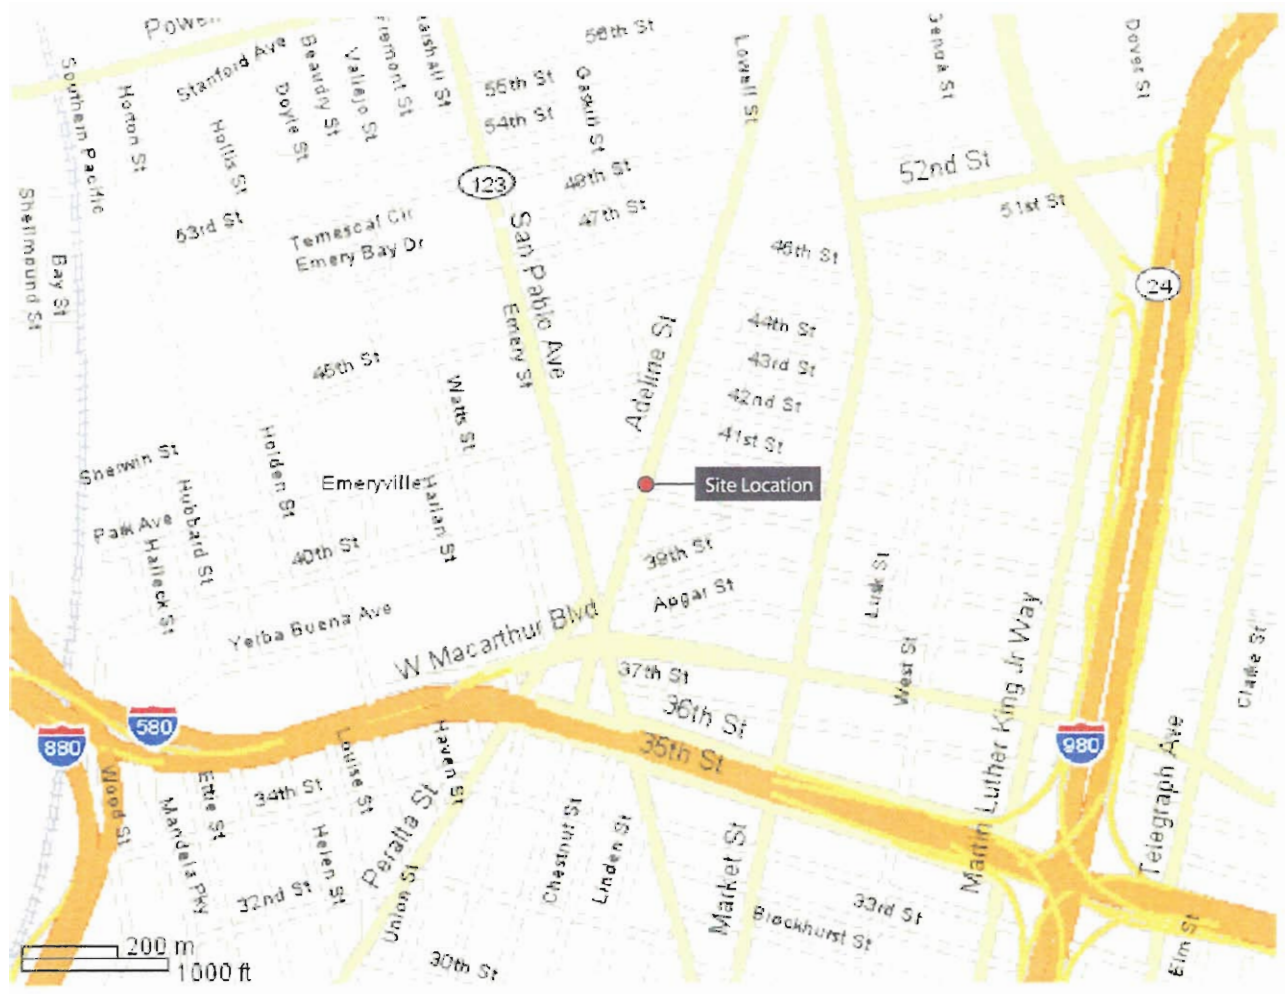 56th St
Stanford Ave
Beaudry St
Vallejo St
Doyle St
Horton St
Hollis St
Southern Pacific
55th St
54th St
Gaskill St
Lowell St
Genoa St
Dover St
123
48th St
47th St
52nd St
51st St
53rd St
Temescal Cir
Emery Bay Dr
Shellmound St
Bay St
San Pablo Ave
Emery St
46th St
24
44th St
43rd St
42nd St
41st St
Adeline St
45th St
Watts St
Sherwin St
Holden St
Emeryville
Harlan St
Site Location
Hubbard St
Park Ave
Halleck St
40th St
39th St
Apgar St
Yerba Buena Ave
W Macarthur Blvd
Lusk St
West St
Martin Luther King Jr Way
Clarke St
37th St
36th St
35th St
580
880
980
Wood St
Ettie St
Mandela Pky
34th St
Louise St
Haven St
Helen St
32nd St
Peralta St
Union St
Chestnut St
Linden St
Market St
Telegraph Ave
33rd St
Brockhurst St
Elm St
30th St
200 m
1000 ft